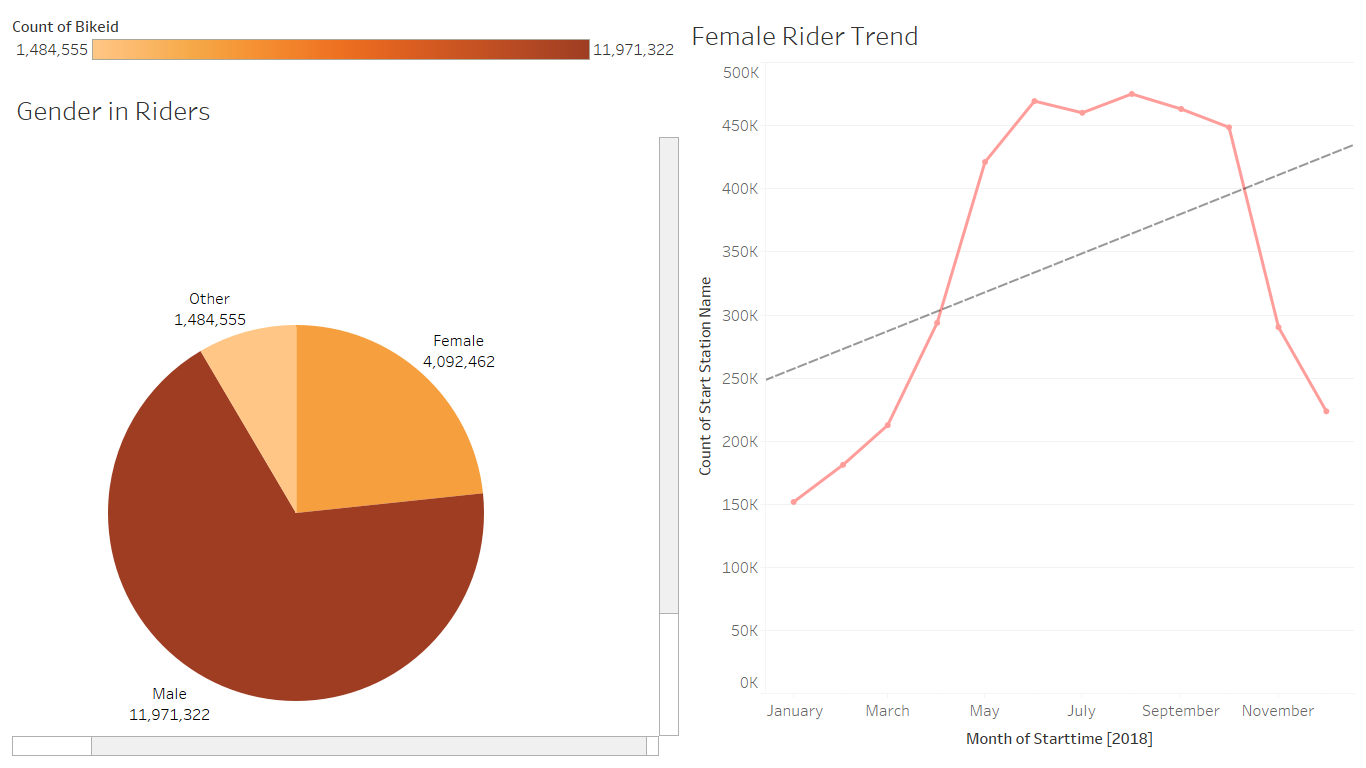 Count of Bikeid
1,484,555 11,971,322
Gender in Riders
Other
1,484,555
Female
4,092,462
Male
11,971,322
Female Rider Trend
500K
450K
400K
350K
300K
250K
200K
150K
100K
50K
0K
Count of Start Station Name
January March May July September November
Month of Starttime [2018]